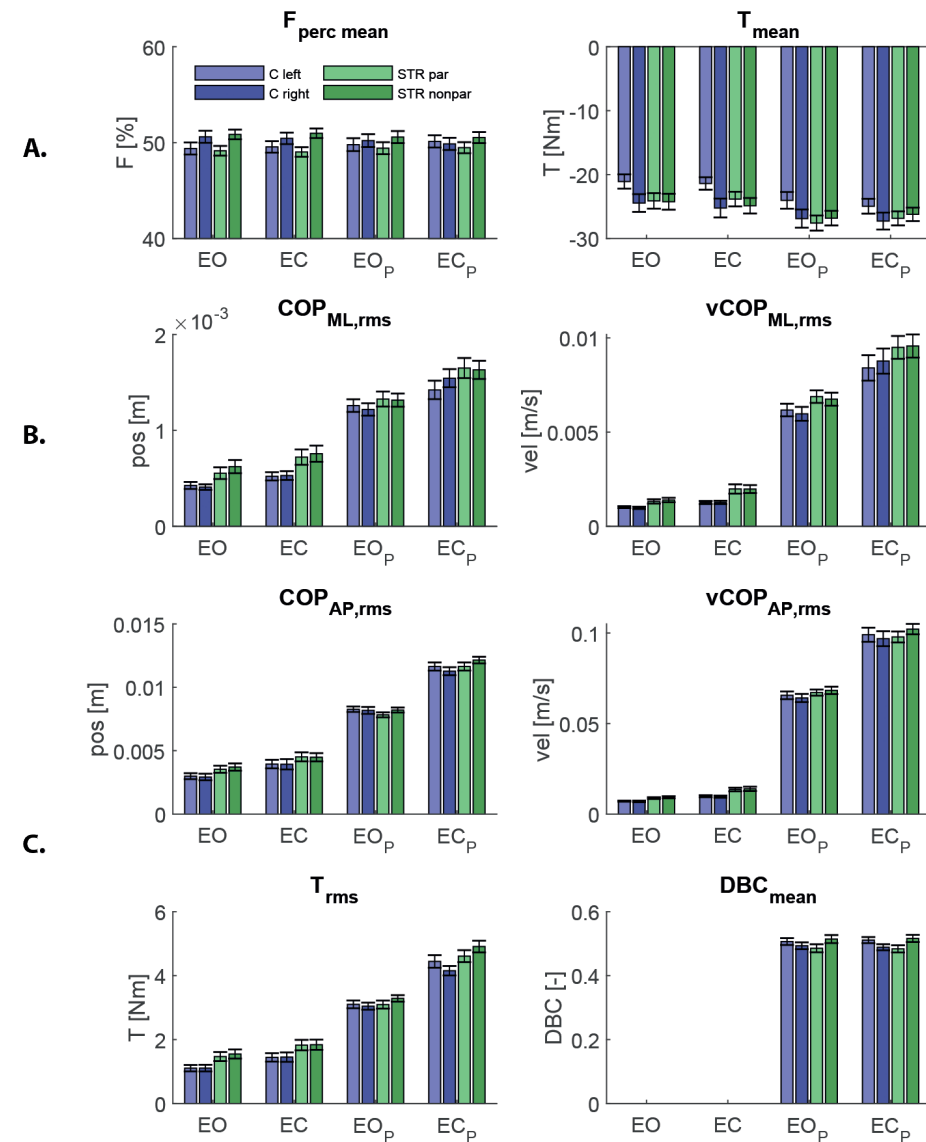 A.
F perc mean
60
50
40
F [%]
C left
C right
STR par
STR nonpar
EO EC EO P EC P
T mean
0
-10
-20
-30
T [Nm]
EO EC EO P EC P
B.
COP ML,rms
×10 -3
2
1
0
pos [m]
EO EC EO P EC P
vCOP ML,rms
0.01
0.005
0
vel [m/s]
EO EC EO P EC P
C.
COP AP,rms
0.015
0.01
0.005
0
pos [m]
EO EC EO P EC P
vCOP AP,rms
0.1
0.05
0
vel [m/s]
EO EC EO P EC P
T rms
6
4
2
0
T [Nm]
EO EC EO P EC P
DBC mean
0.6
0.4
0.2
0
DBC [-]
EO EC EO P EC P